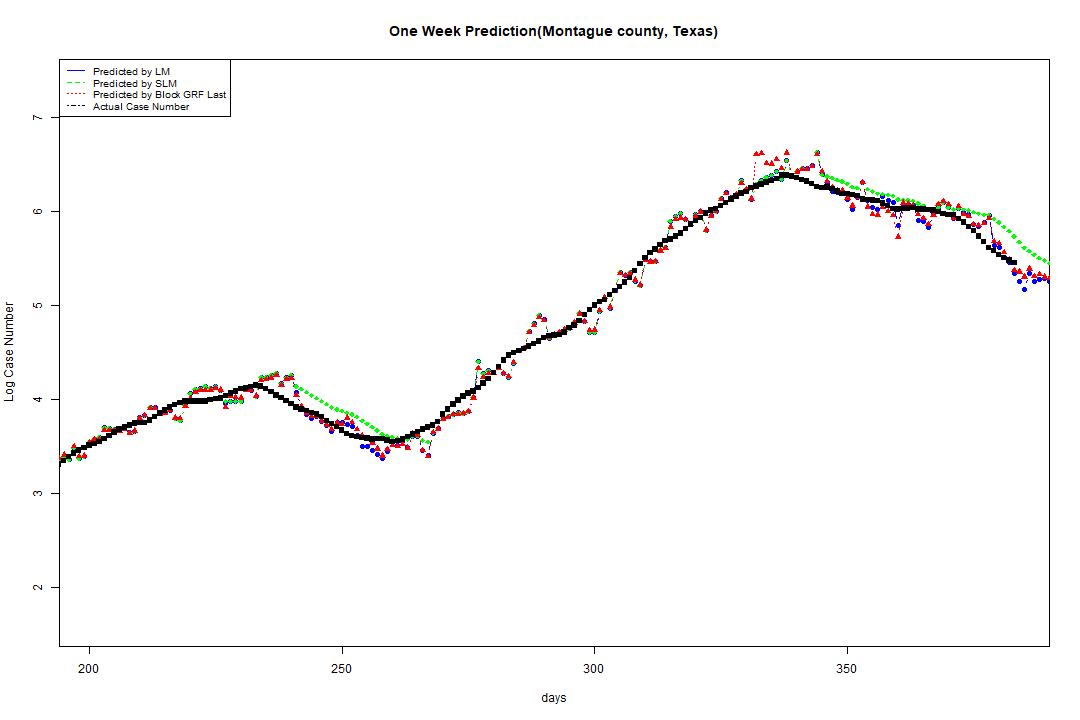 One Week Prediction(Montague county, Texas)
Predicted by LM
Predicted by SLM
Predicted by Block GRF Last
Actual Case Number
7
6
5
4
3
2
Log Case Number
200 250 300 350
days